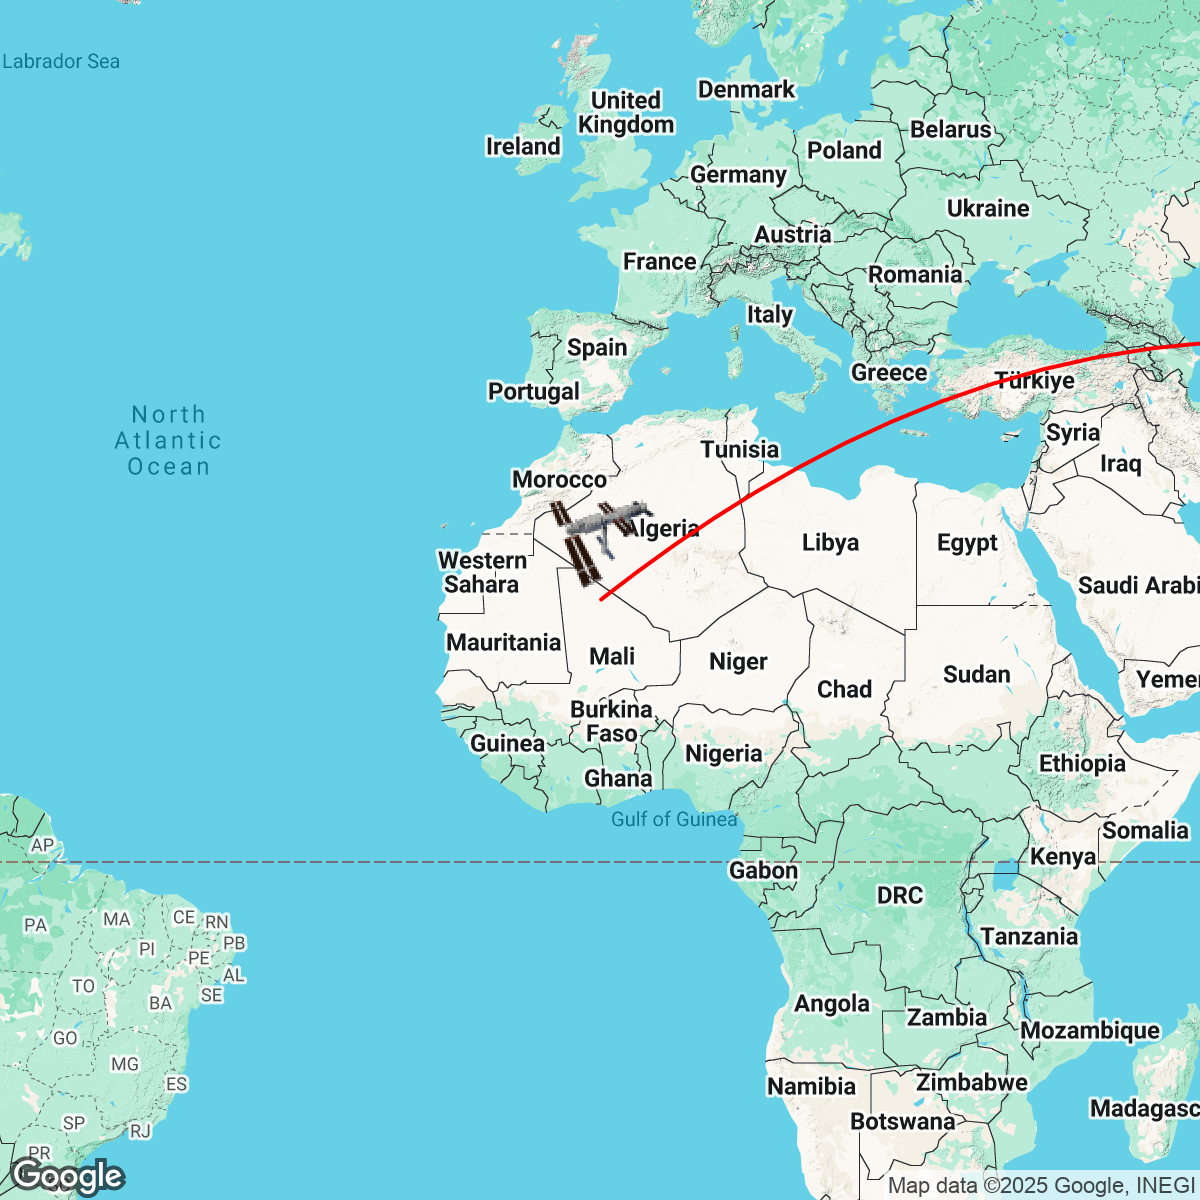 Labrador Sea
Denmark
United
Kingdom
Belarus
Ireland
Poland
Germany
Ukraine
Austria
France
Romania
Italy
Spain
Greece
Türkiye
Portugal
North
Atlantic
Ocean
Syria
Tunisia
Iraq
Morocco
Algeria
Libya
Egypt
Western
Sahara
Saudi Arabi
Mauritania
Mali
Niger
Sudan
Yemen
Chad
Burkina
Faso
Guinea
Nigeria
Ethiopia
Ghana
Gulf of Guinea
Somalia
AP
Kenya
Gabon
DRC
PA
MA
CE
RN
PB
Tanzania
PI
PE
AL
TO
SE
BA
Angola
Zambia
Mozambique
GO
MG
ES
Namibia
Zimbabwe
Madagasc
SP
RJ
Botswana
PR
Google
Map data ©2025 Google, INEGI